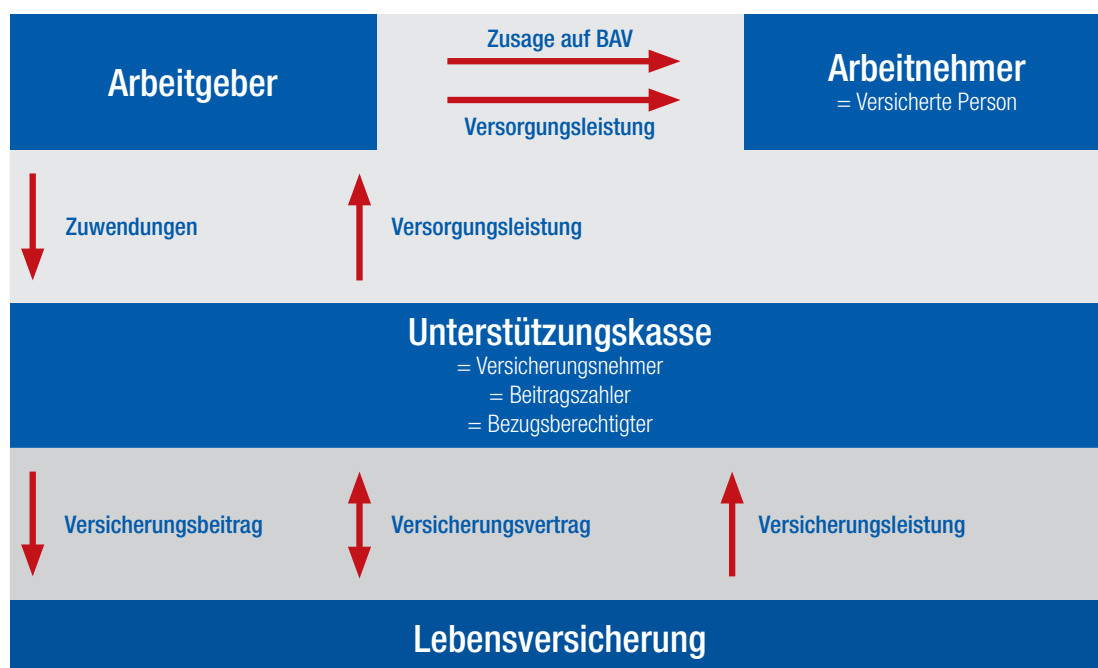 Arbeitgeber
Zusage auf BAV
Versorgungsleistung
Arbeitnehmer
= Versicherte Person
Zuwendungen
Versorgungsleistung
Unterstützungskasse
= Versicherungsnehmer
= Beitragszahler
= Bezugsberechtigter
Versicherungsbeitrag
Versicherungsvertrag
Versicherungsleistung
Lebensversicherung